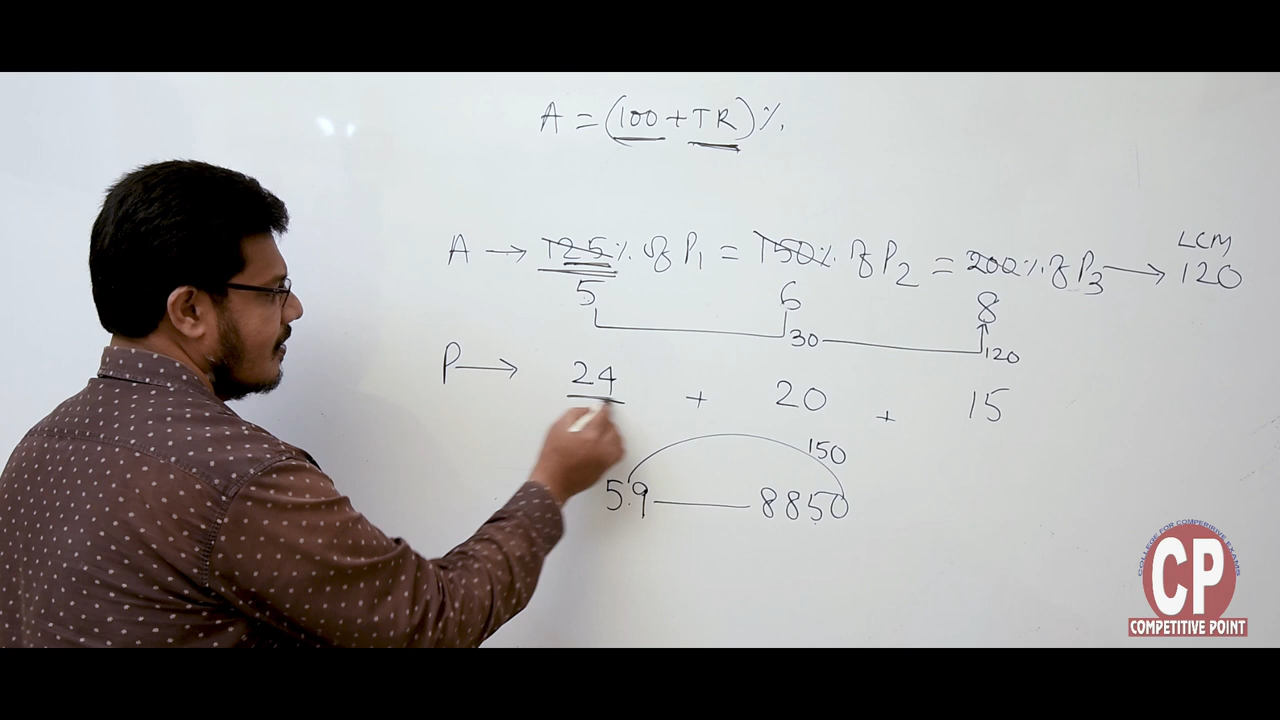 A = (100 + TR) %.
LCM
A → 125% of P1 = 150% of P2 = 200% of P3 → 120
5 6 8
30 120
P → 24 + 20 + 15
150
59 — 8850
COLLEGE FOR COMPERIRIVE EXAMS
CP
COMPETITIVE POINT